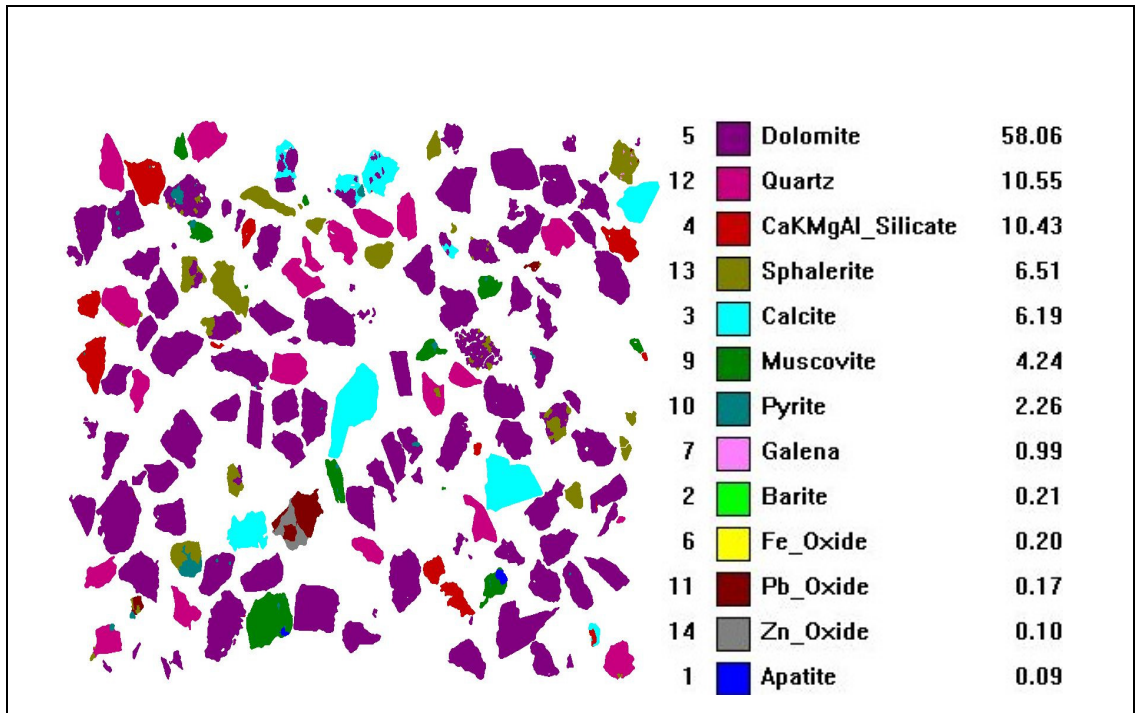 5 Dolomite 58.06
12 Quartz 10.55
4 CaKMgAl_Silicate 10.43
13 Sphalerite 6.51
3 Calcite 6.19
9 Muscovite 4.24
10 Pyrite 2.26
7 Galena 0.99
2 Barite 0.21
6 Fe_Oxide 0.20
11 Pb_Oxide 0.17
14 Zn_Oxide 0.10
1 Apatite 0.09